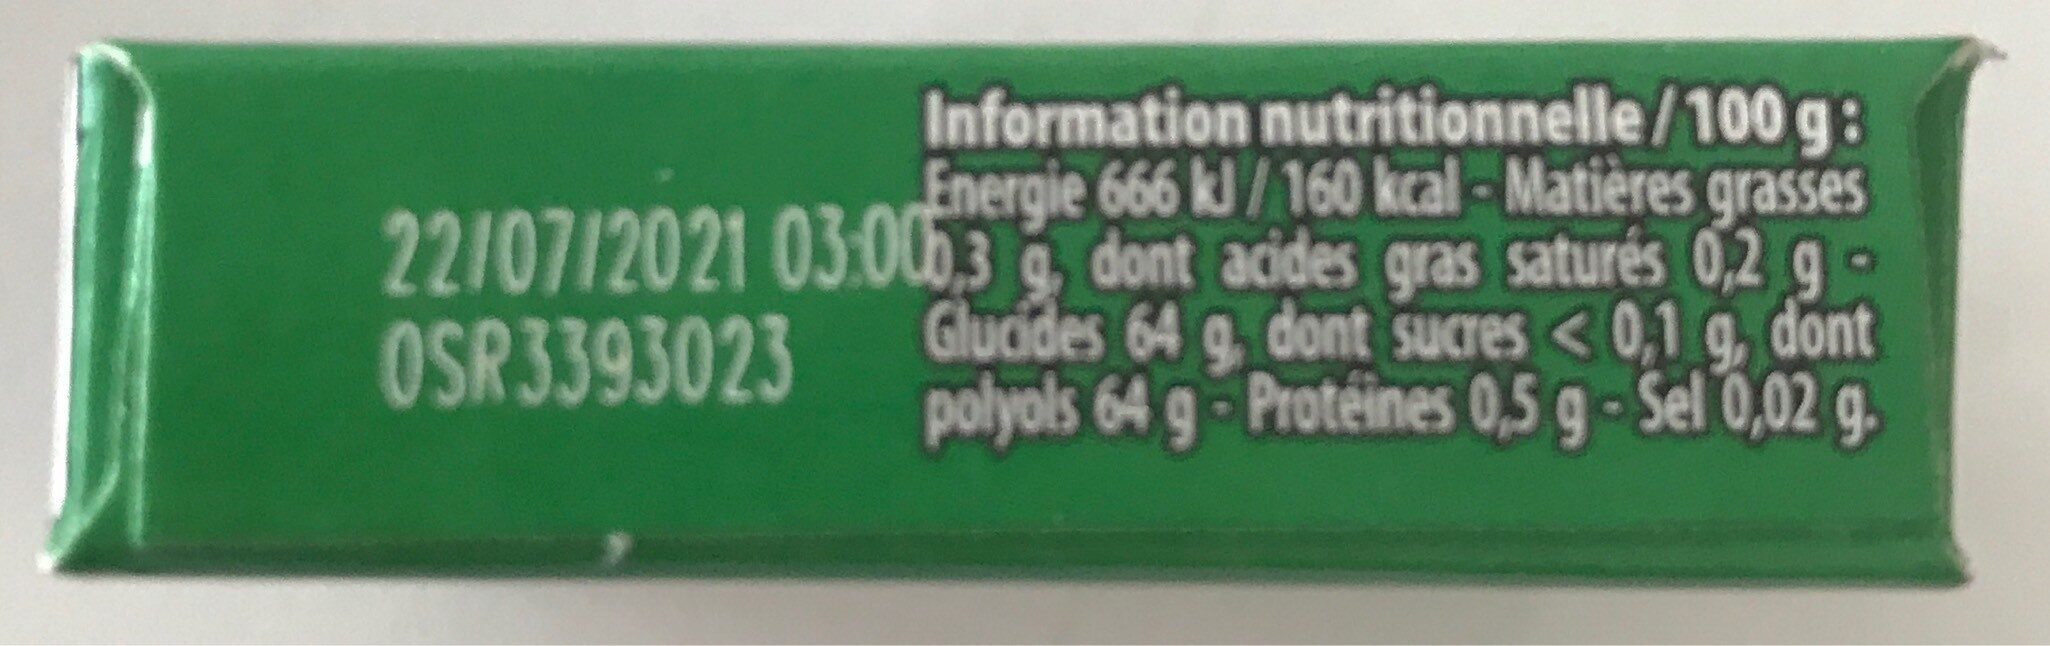 22/07/2021 03:00
0SR3393023
Information nutritionnelle / 100 g :
Energie 666 kJ / 160 kcal - Matières grasses
0,3 g, dont acides gras saturés 0,2 g -
Glucides 64 g, dont sucres < 0,1 g, dont
polyols 64 g - Protéines 0,5 g - Sel 0,02 g.